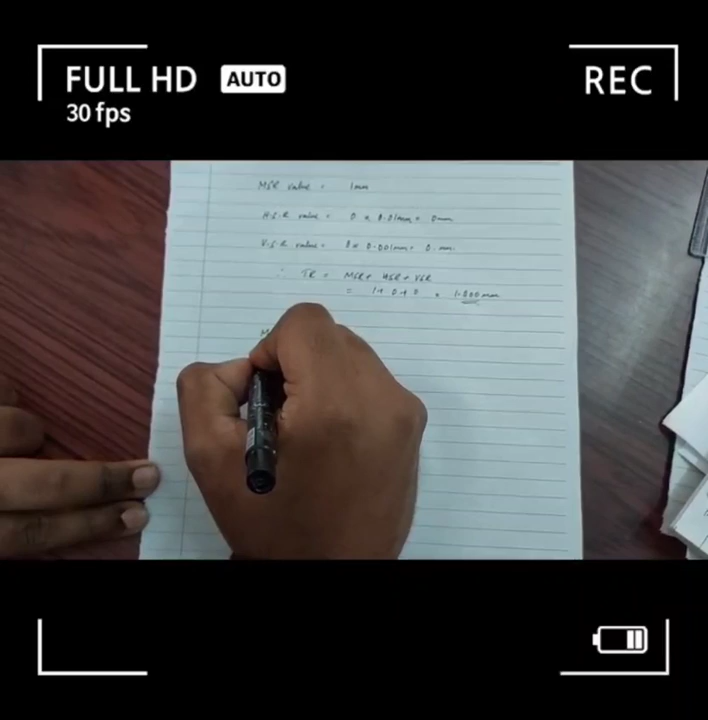 FULL HD AUTO
30 fps
REC
MSR value = 1mm
H.S.R value = 0 x 0.01mm = 0mm
V.S.R value = 0 x 0.001mm = 0 mm
∴ TR = MSR + HSR + VSR
= 1 + 0 + 0 = 1.000 mm
M